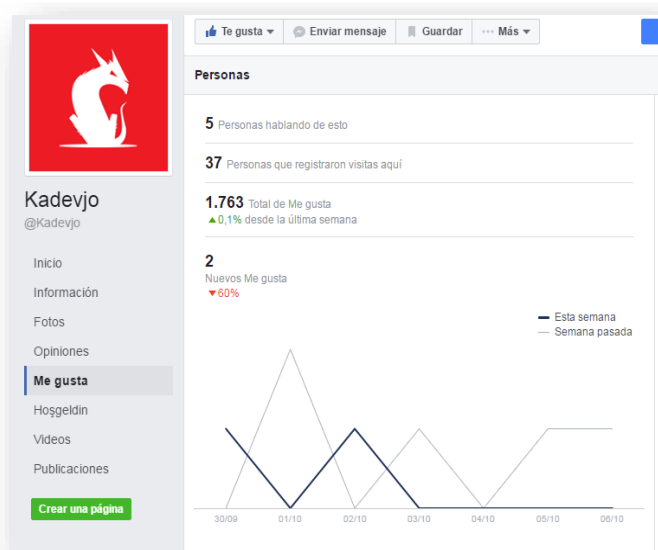 Te gusta Enviar mensaje Guardar ··· Más
Personas
5 Personas hablando de esto
37 Personas que registraron visitas aquí
1.763 Total de Me gusta
▲0,1% desde la última semana
2
Nuevos Me gusta
▼60%
Esta semana
Semana pasada
30/09 01/10 02/10 03/10 04/10 05/10 06/10
Kadevjo
@Kadevjo
Inicio
Información
Fotos
Opiniones
Me gusta
Hoşgeldin
Videos
Publicaciones
Crear una página